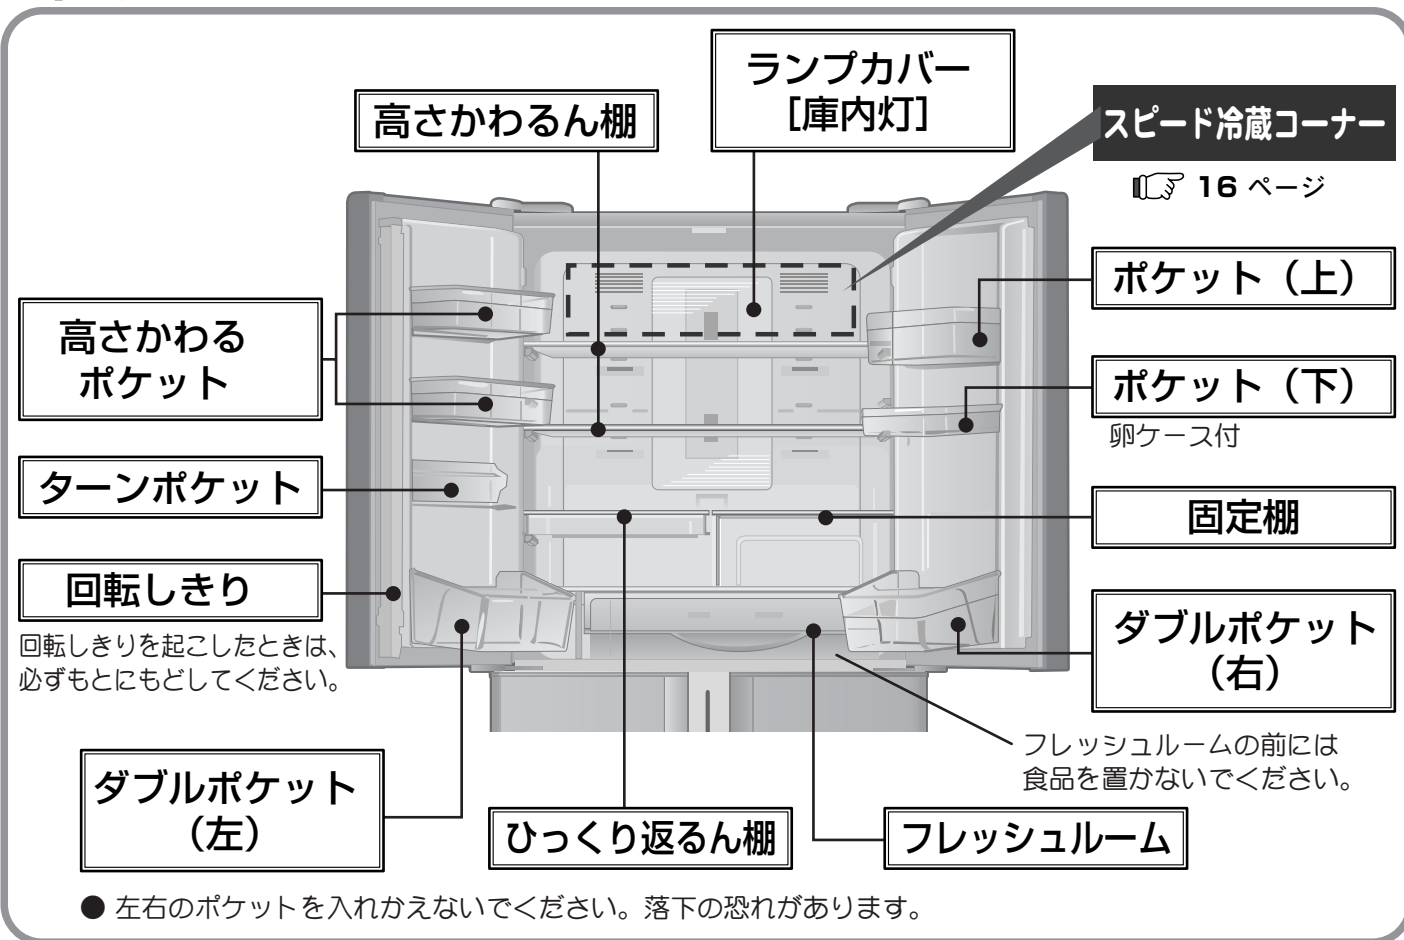 ランプカバー
[庫内灯]
高さかわるん棚
スピード冷蔵コーナー
16 ページ
ポケット（上）
高さかわる
ポケット
ポケット（下）
卵ケース付
ターンポケット
固定棚
回転しきり
回転しきりを起こしたときは、
必ずもとにもどしてください。
ダブルポケット
（右）
フレッシュルームの前には
食品を置かないでください。
ダブルポケット
（左）
ひっくり返るん棚
フレッシュルーム
● 左右のポケットを入れかえないでください。落下の恐れがあります。